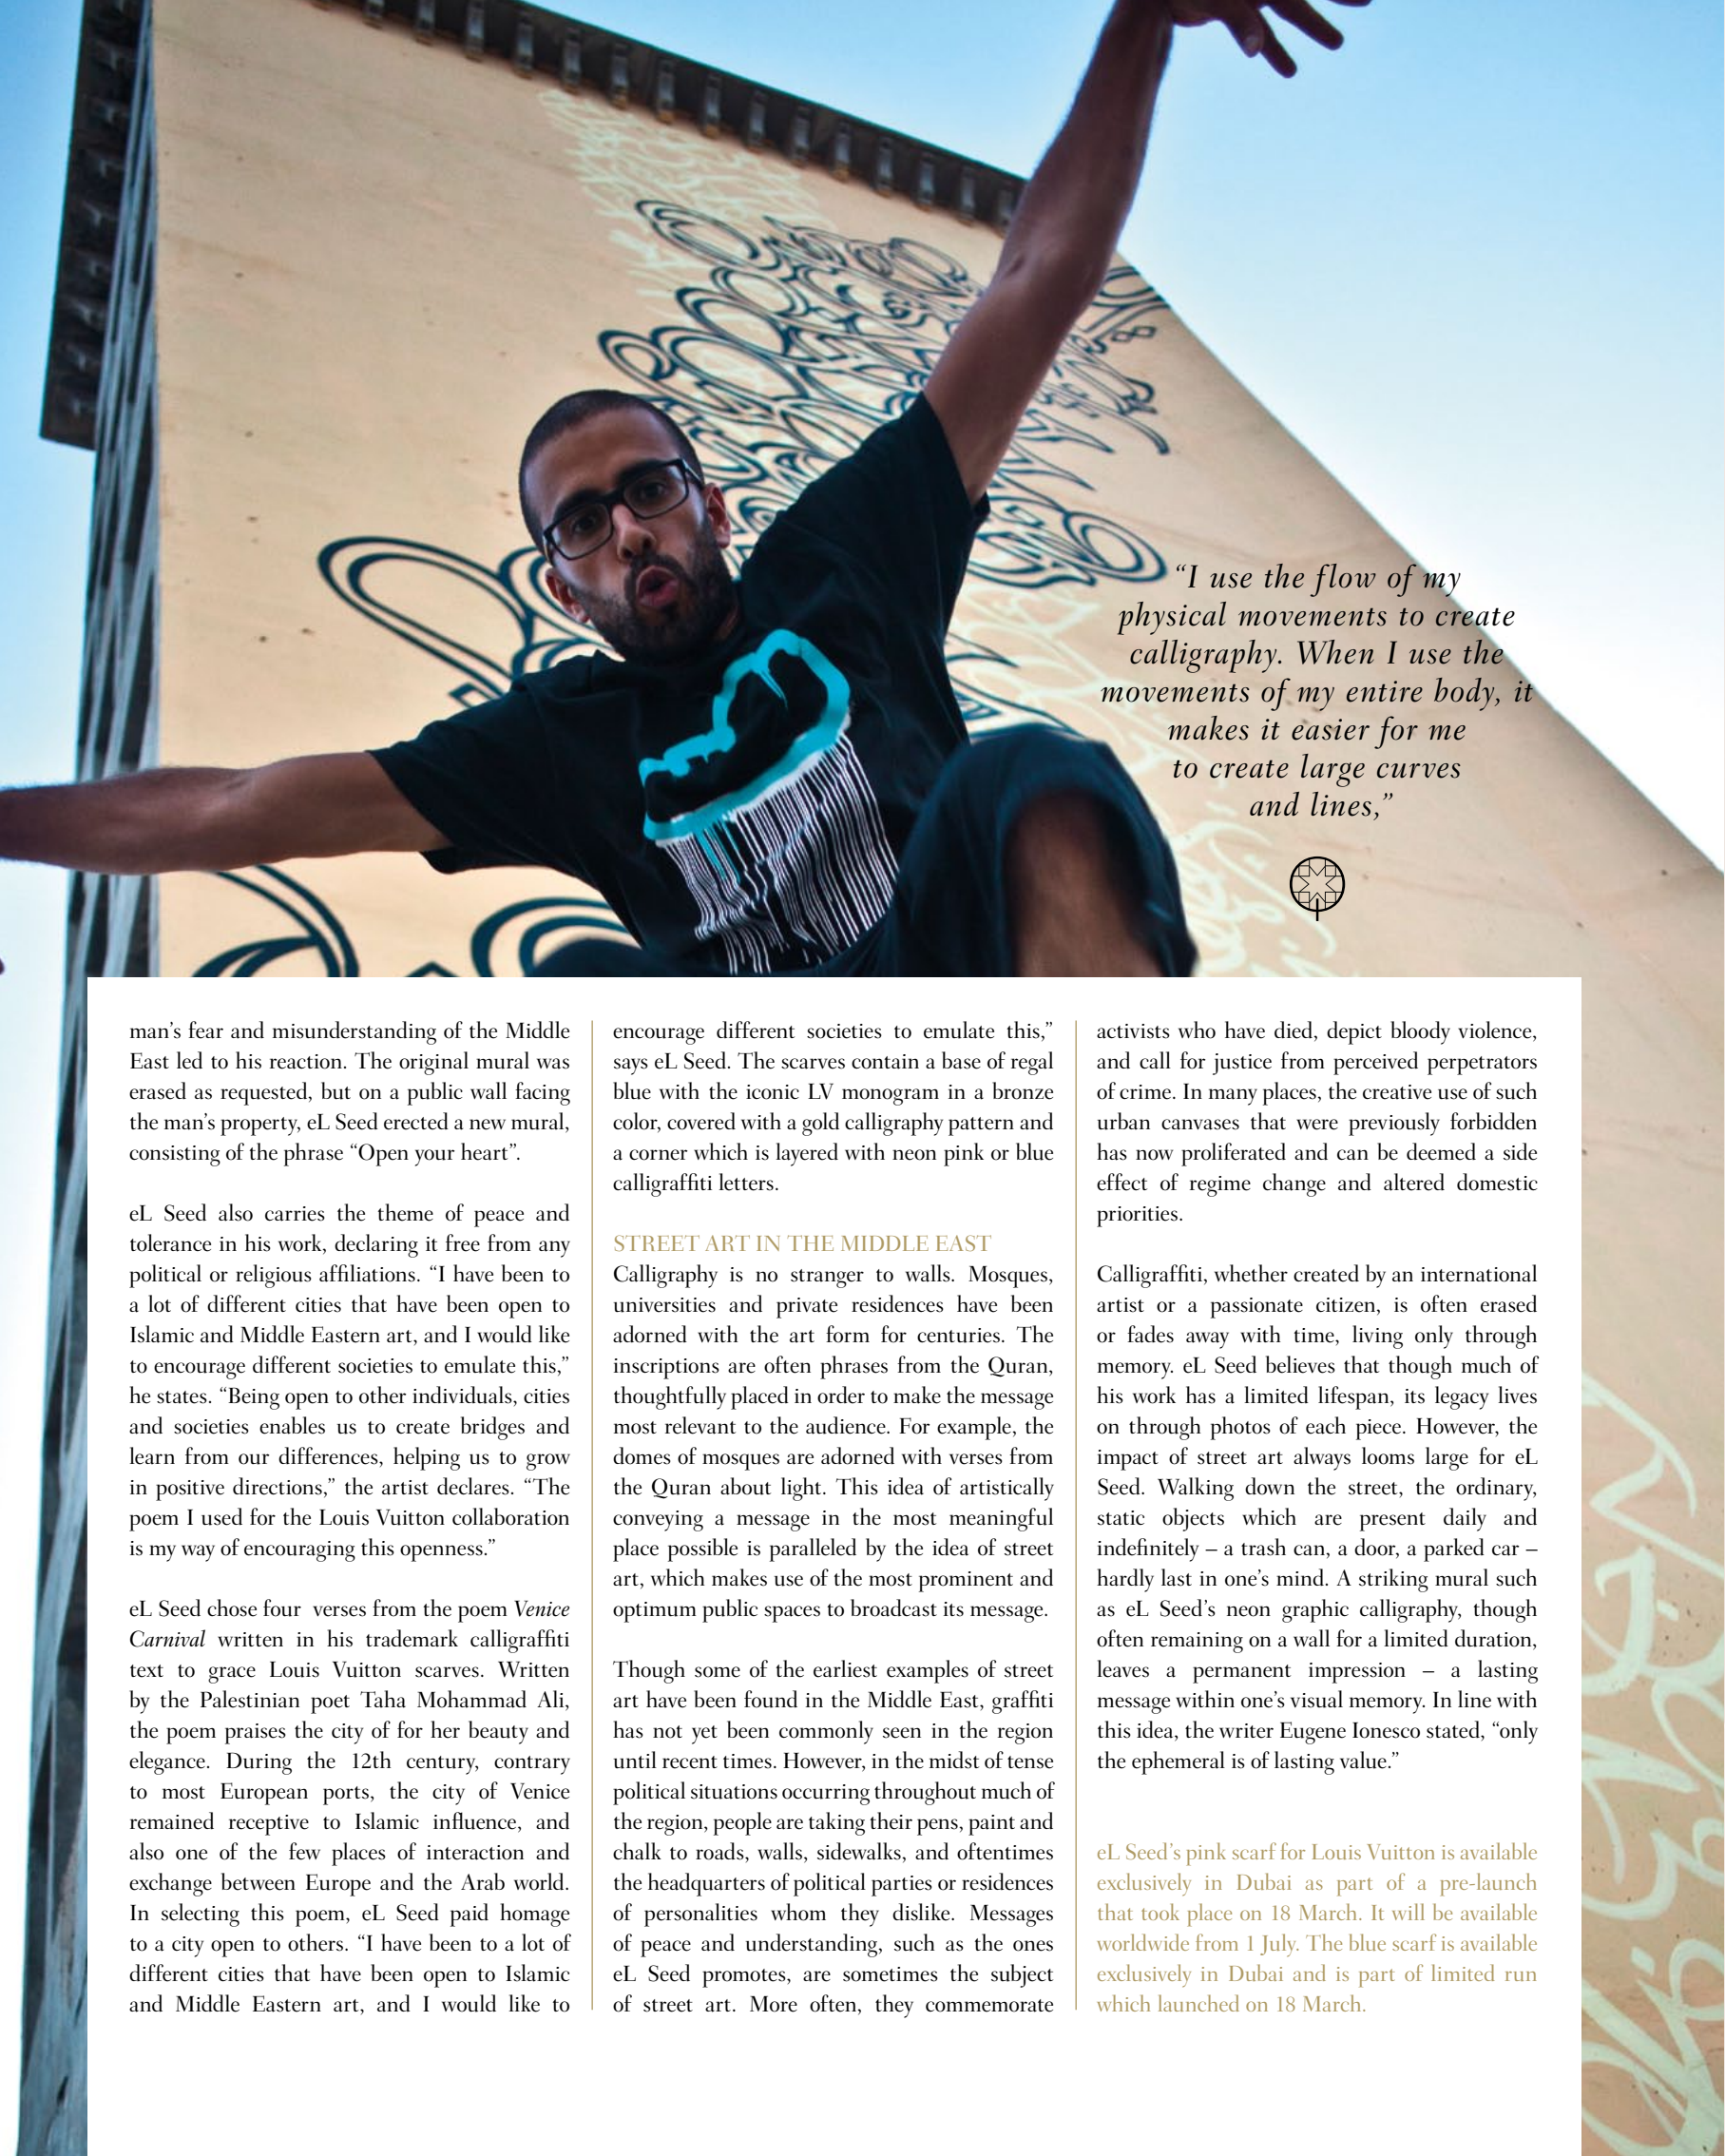 “I use the flow of my
physical movements to create
calligraphy. When I use the
movements of my entire body, it
makes it easier for me
to create large curves
and lines,”
man’s fear and misunderstanding of the Middle
East led to his reaction. The original mural was
erased as requested, but on a public wall facing
the man’s property, eL Seed erected a new mural,
consisting of the phrase “Open your heart”.
eL Seed also carries the theme of peace and
tolerance in his work, declaring it free from any
political or religious affiliations. “I have been to
a lot of different cities that have been open to
Islamic and Middle Eastern art, and I would like
to encourage different societies to emulate this,”
he states. “Being open to other individuals, cities
and societies enables us to create bridges and
learn from our differences, helping us to grow
in positive directions,” the artist declares. “The
poem I used for the Louis Vuitton collaboration
is my way of encouraging this openness.”
eL Seed chose four  verses from the poem Venice
Carnival written in his trademark calligraffiti
text to grace Louis Vuitton scarves. Written
by the Palestinian poet Taha Mohammad Ali,
the poem praises the city of for her beauty and
elegance. During the 12th century, contrary
to most European ports, the city of Venice
remained receptive to Islamic influence, and
also one of the few places of interaction and
exchange between Europe and the Arab world.
In selecting this poem, eL Seed paid homage
to a city open to others. “I have been to a lot of
different cities that have been open to Islamic
and Middle Eastern art, and I would like to
encourage different societies to emulate this,”
says eL Seed. The scarves contain a base of regal
blue with the iconic LV monogram in a bronze
color, covered with a gold calligraphy pattern and
a corner which is layered with neon pink or blue
calligraffiti letters.
STREET ART IN THE MIDDLE EAST
Calligraphy is no stranger to walls. Mosques,
universities and private residences have been
adorned with the art form for centuries. The
inscriptions are often phrases from the Quran,
thoughtfully placed in order to make the message
most relevant to the audience. For example, the
domes of mosques are adorned with verses from
the Quran about light. This idea of artistically
conveying a message in the most meaningful
place possible is paralleled by the idea of street
art, which makes use of the most prominent and
optimum public spaces to broadcast its message.
Though some of the earliest examples of street
art have been found in the Middle East, graffiti
has not yet been commonly seen in the region
until recent times. However, in the midst of tense
political situations occurring throughout much of
the region, people are taking their pens, paint and
chalk to roads, walls, sidewalks, and oftentimes
the headquarters of political parties or residences
of personalities whom they dislike. Messages
of peace and understanding, such as the ones
eL Seed promotes, are sometimes the subject
of street art. More often, they commemorate
activists who have died, depict bloody violence,
and call for justice from perceived perpetrators
of crime. In many places, the creative use of such
urban canvases that were previously forbidden
has now proliferated and can be deemed a side
effect of regime change and altered domestic
priorities.
Calligraffiti, whether created by an international
artist or a passionate citizen, is often erased
or fades away with time, living only through
memory. eL Seed believes that though much of
his work has a limited lifespan, its legacy lives
on through photos of each piece. However, the
impact of street art always looms large for eL
Seed. Walking down the street, the ordinary,
static objects which are present daily and
indefinitely – a trash can, a door, a parked car –
hardly last in one’s mind. A striking mural such
as eL Seed’s neon graphic calligraphy, though
often remaining on a wall for a limited duration,
leaves a permanent impression – a lasting
message within one’s visual memory. In line with
this idea, the writer Eugene Ionesco stated, “only
the ephemeral is of lasting value.”
eL Seed’s pink scarf for Louis Vuitton is available
exclusively in Dubai as part of a pre-launch
that took place on 18 March. It will be available
worldwide from 1 July. The blue scarf is available
exclusively in Dubai and is part of limited run
which launched on 18 March.